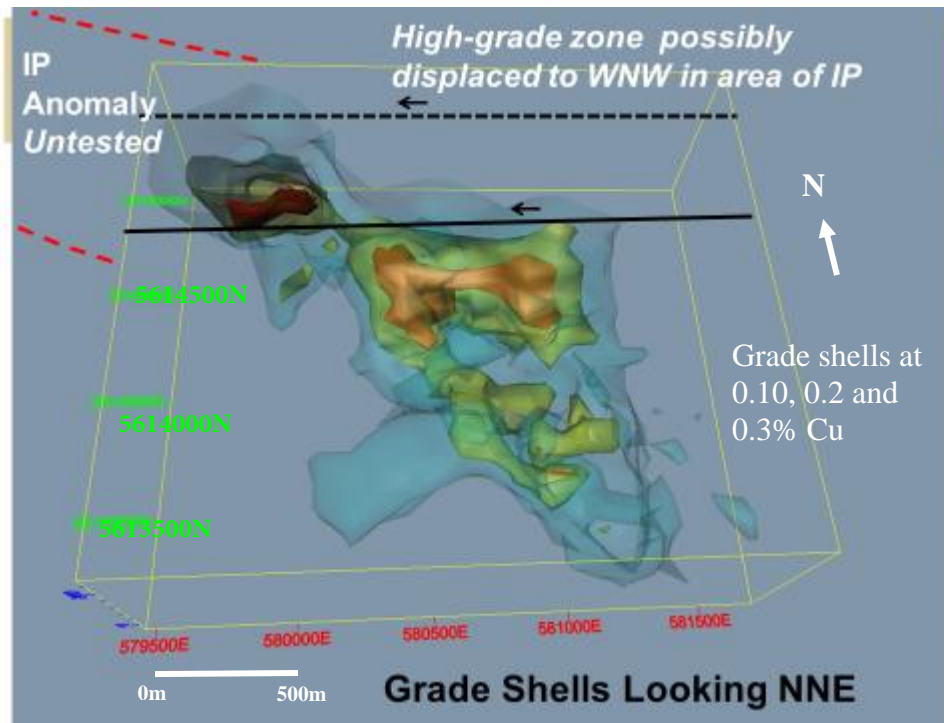 High-grade zone possibly
displaced to WNW in area of IP
IP
Anomaly
Untested
N
5614500N
Grade shells at
0.10, 0.2 and
0.3% Cu
5614000N
5613500N
579500E
580000E
580500E
581000E
581500E
0m
500m
Grade Shells Looking NNE